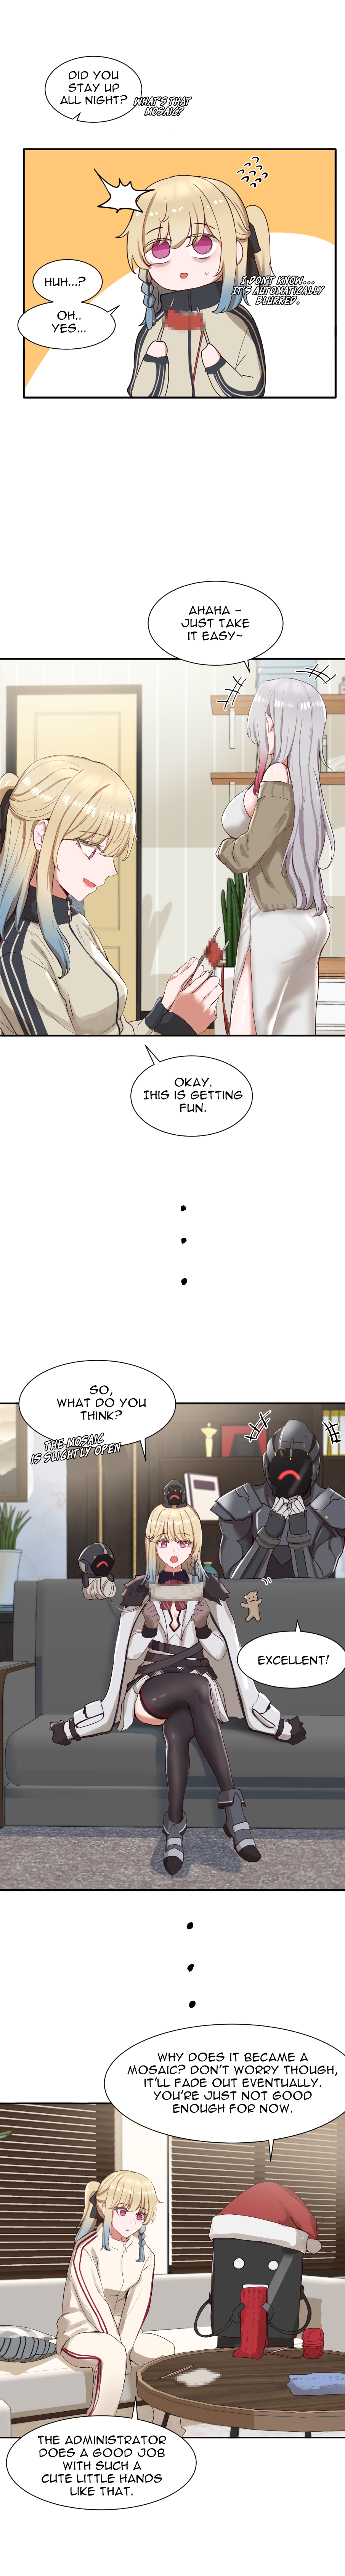 DID YOU
STAY UP
ALL NIGHT?
WHAT'S THAT
MOSAIC?
HUH...?
OH..
YES...
I DON'T KNOW...
IT'S AUTOMATICALLY
BLURRED.
AHAHA -
JUST TAKE
IT EASY~
OKAY.
IHIS IS GETTING
FUN.
SO,
WHAT DO YOU
THINK?
THE MOSAIC
IS SLIGHTLY OPEN
EXCELLENT!
WHY DOES IT BECAME A
MOSAIC? DON'T WORRY THOUGH,
IT'LL FADE OUT EVENTUALLY.
YOU'RE JUST NOT GOOD
ENOUGH FOR NOW.
THE ADMINISTRATOR
DOES A GOOD JOB
WITH SUCH A
CUTE LITTLE HANDS
LIKE THAT.